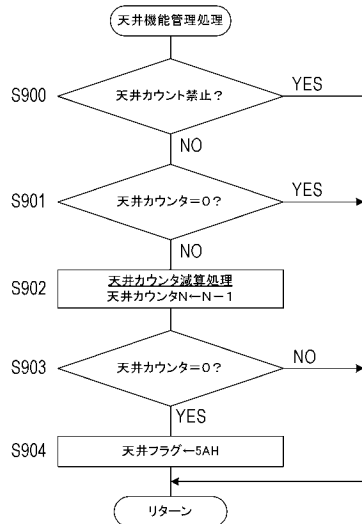 天井機能管理処理
S900
天井カウント禁止？
YES
NO
S901
天井カウンタ=0？
YES
NO
S902
天井カウンタ減算処理
天井カウンタN←N－1
S903
天井カウンタ=0？
NO
YES
S904
天井フラグ←5AH
リターン